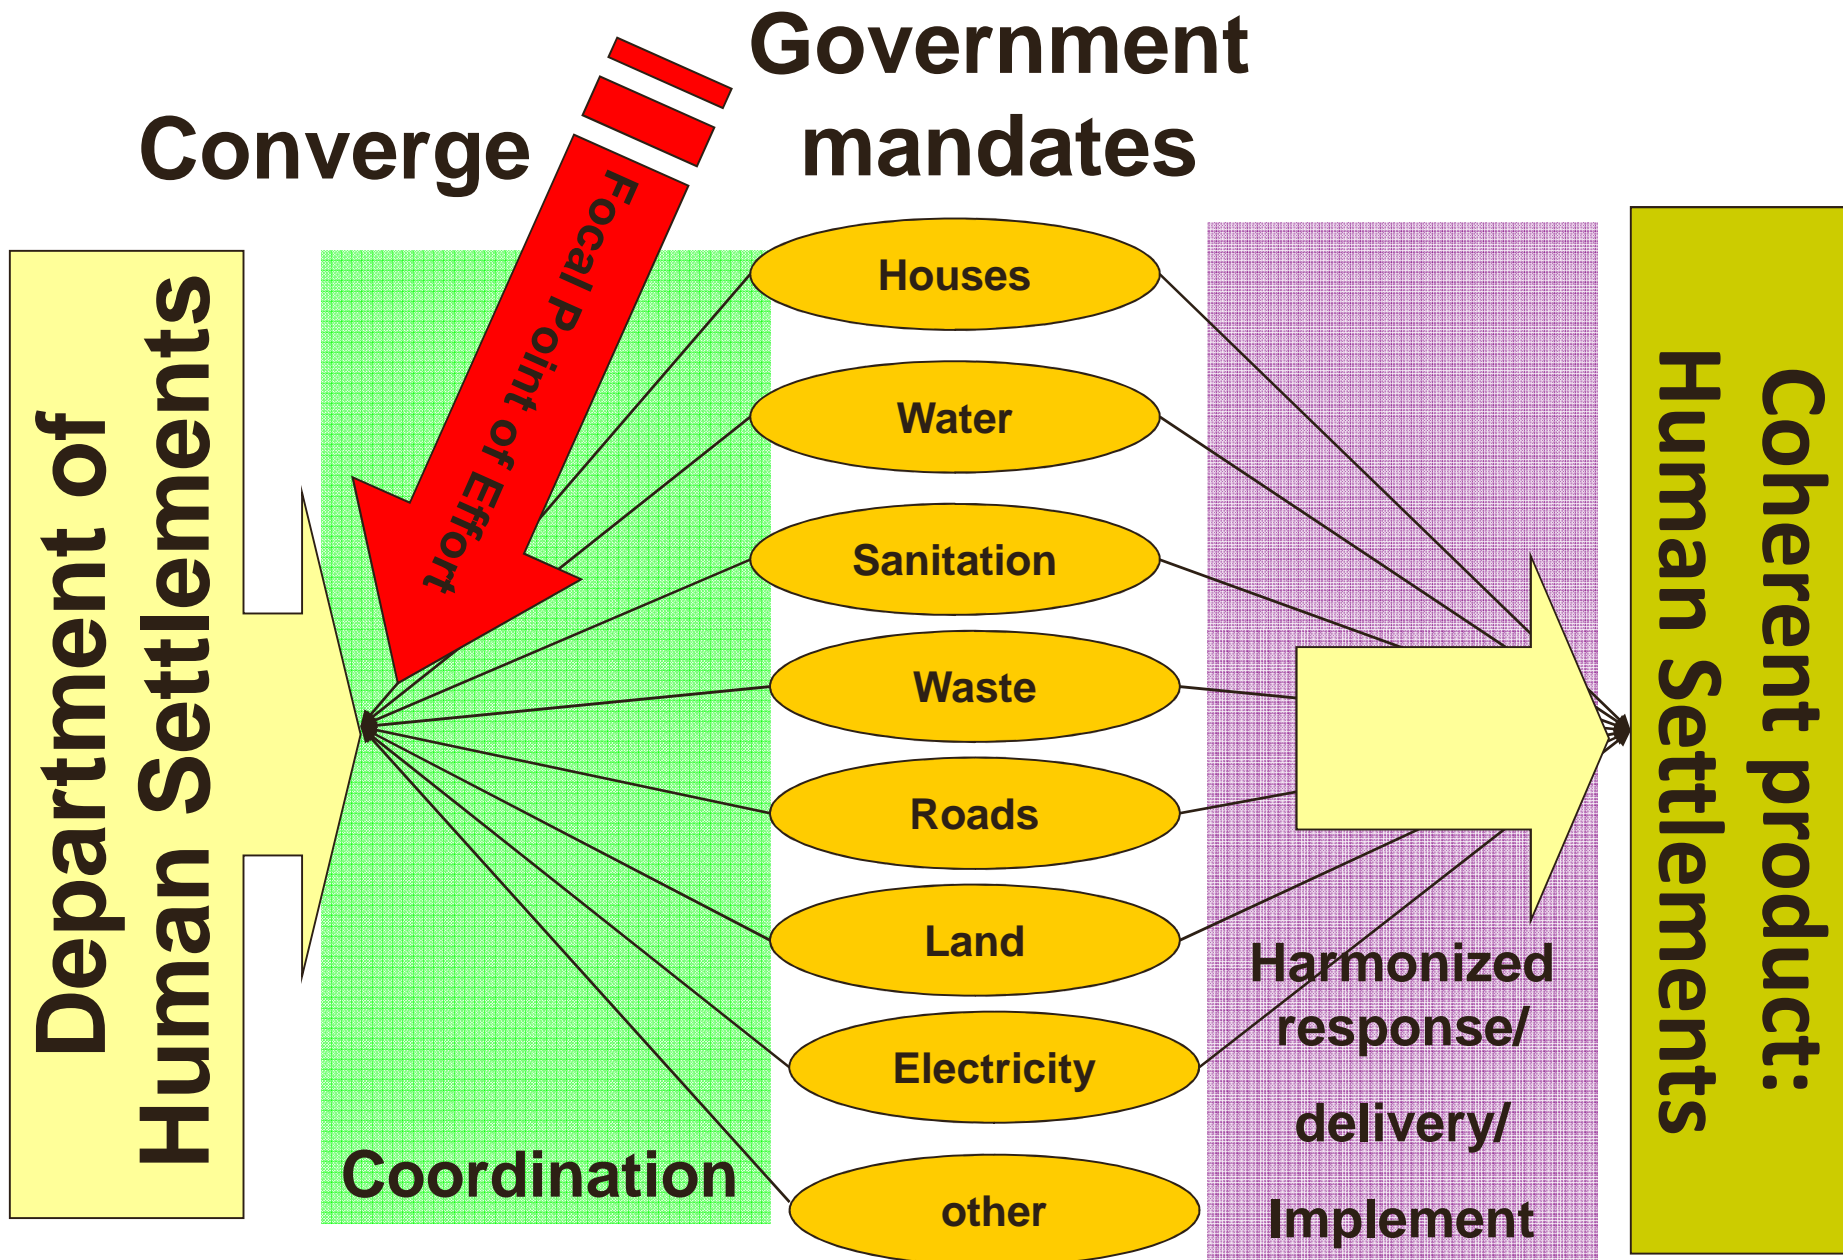 Government
mandates
Converge
Focal Point of Effort
Department of
Human Settlements
Houses
Water
Sanitation
Waste
Roads
Land
Electricity
other
Coordination
Harmonized
response/
delivery/
Implement
Coherent product:
Human Settlements